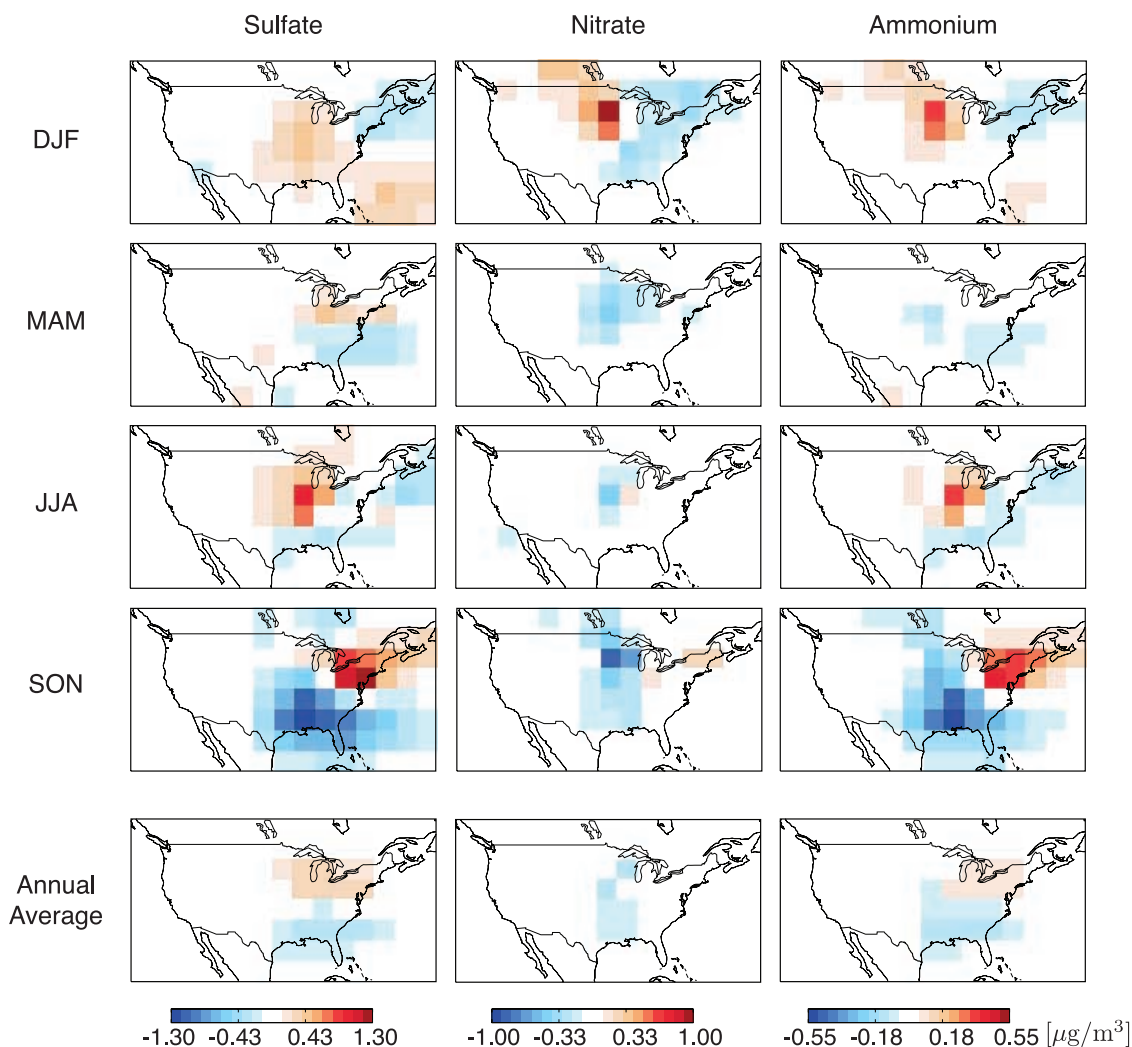 Sulfate Nitrate Ammonium
DJF
MAM
JJA
SON
Annual
Average
-1.30 -0.43 0.43 1.30 -1.00 -0.33 0.33 1.00 -0.55 -0.18 0.18 0.55 [μg/m³]